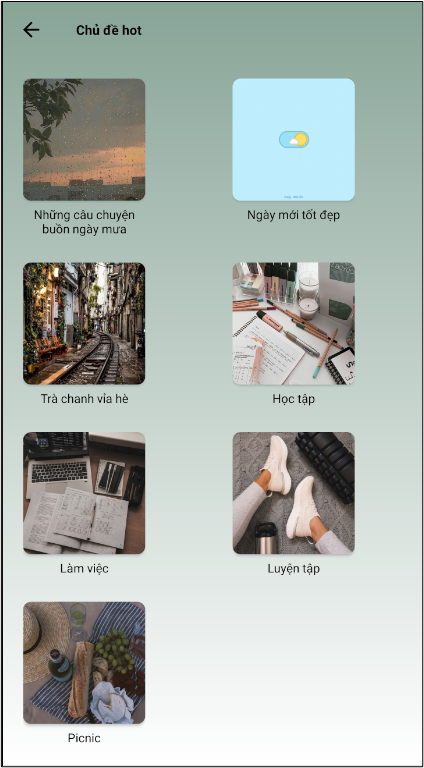 Chủ đề hot
Những câu chuyện
buồn ngày mưa
Ngày mới tốt đẹp
Trà chanh vỉa hè
Học tập
Làm việc
Luyện tập
Picnic